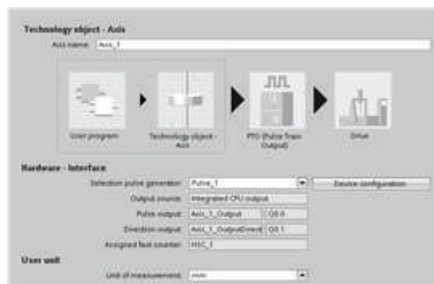 Technology object - Axis
Axis name: Axis_1
User program
Technology object - Axis
PTO (Pulse Train Output)
Drive
Hardware - Interface
Selection pulse generator: Pulse_1
Device configuration
Output source: Integrated CPU output
Pulse output: Axis_1_Output Q0.0
Direction output: Axis_1_OutputDirect Q0.1
Assigned fast counter: HSC_1
User unit
Unit of measurement: mm